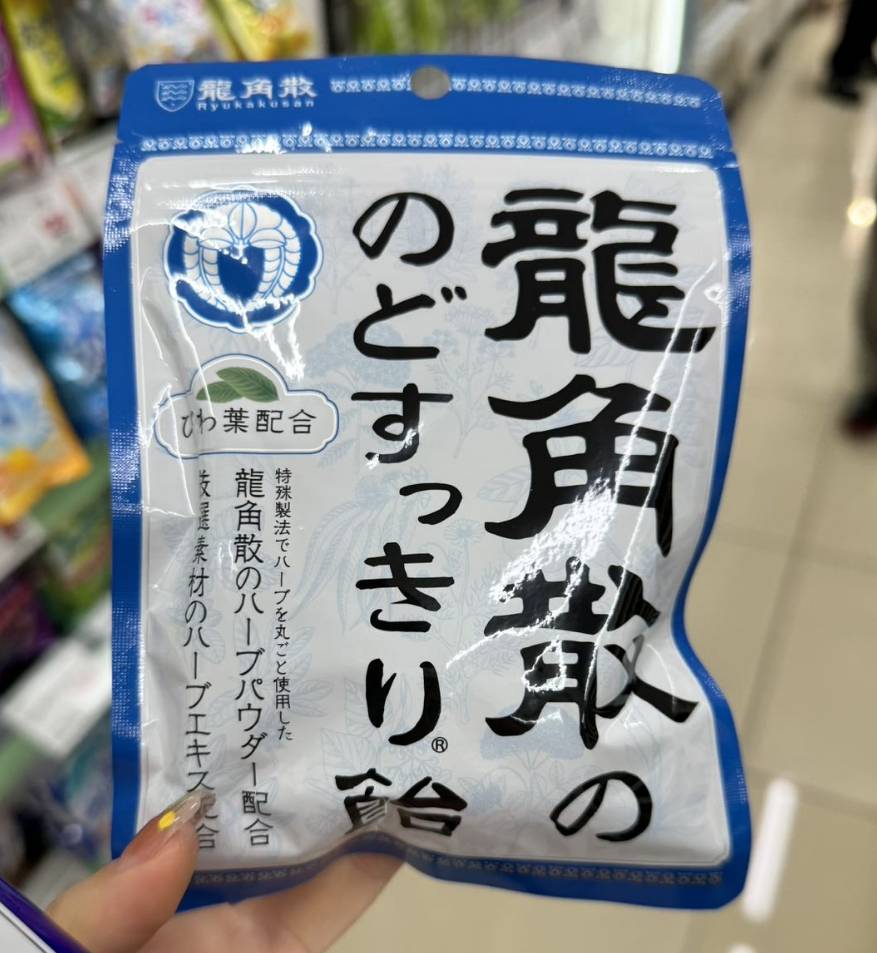 龍角散
Ryukakusan
龍角散の
のどすっきり®飴
びわ葉配合
特殊製法でハーブを丸ごと使用した
龍角散のハーブパウダー配合
厳選素材のハーブエキス配合